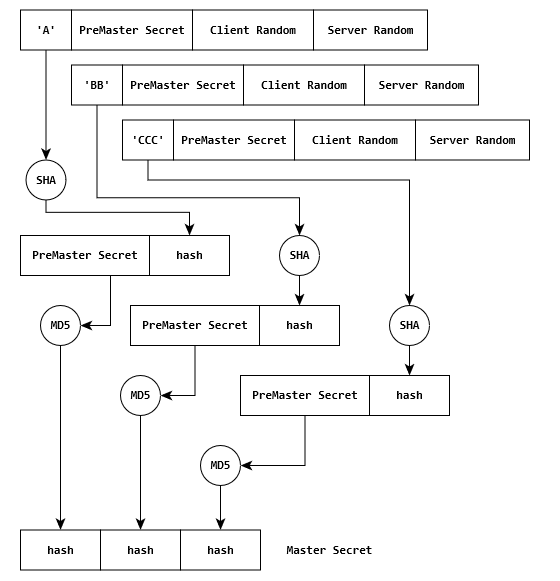 'A' PreMaster Secret Client Random Server Random
'BB' PreMaster Secret Client Random Server Random
'CCC' PreMaster Secret Client Random Server Random
SHA
PreMaster Secret hash
SHA
MD5
PreMaster Secret hash
SHA
MD5
PreMaster Secret hash
MD5
hash hash hash Master Secret